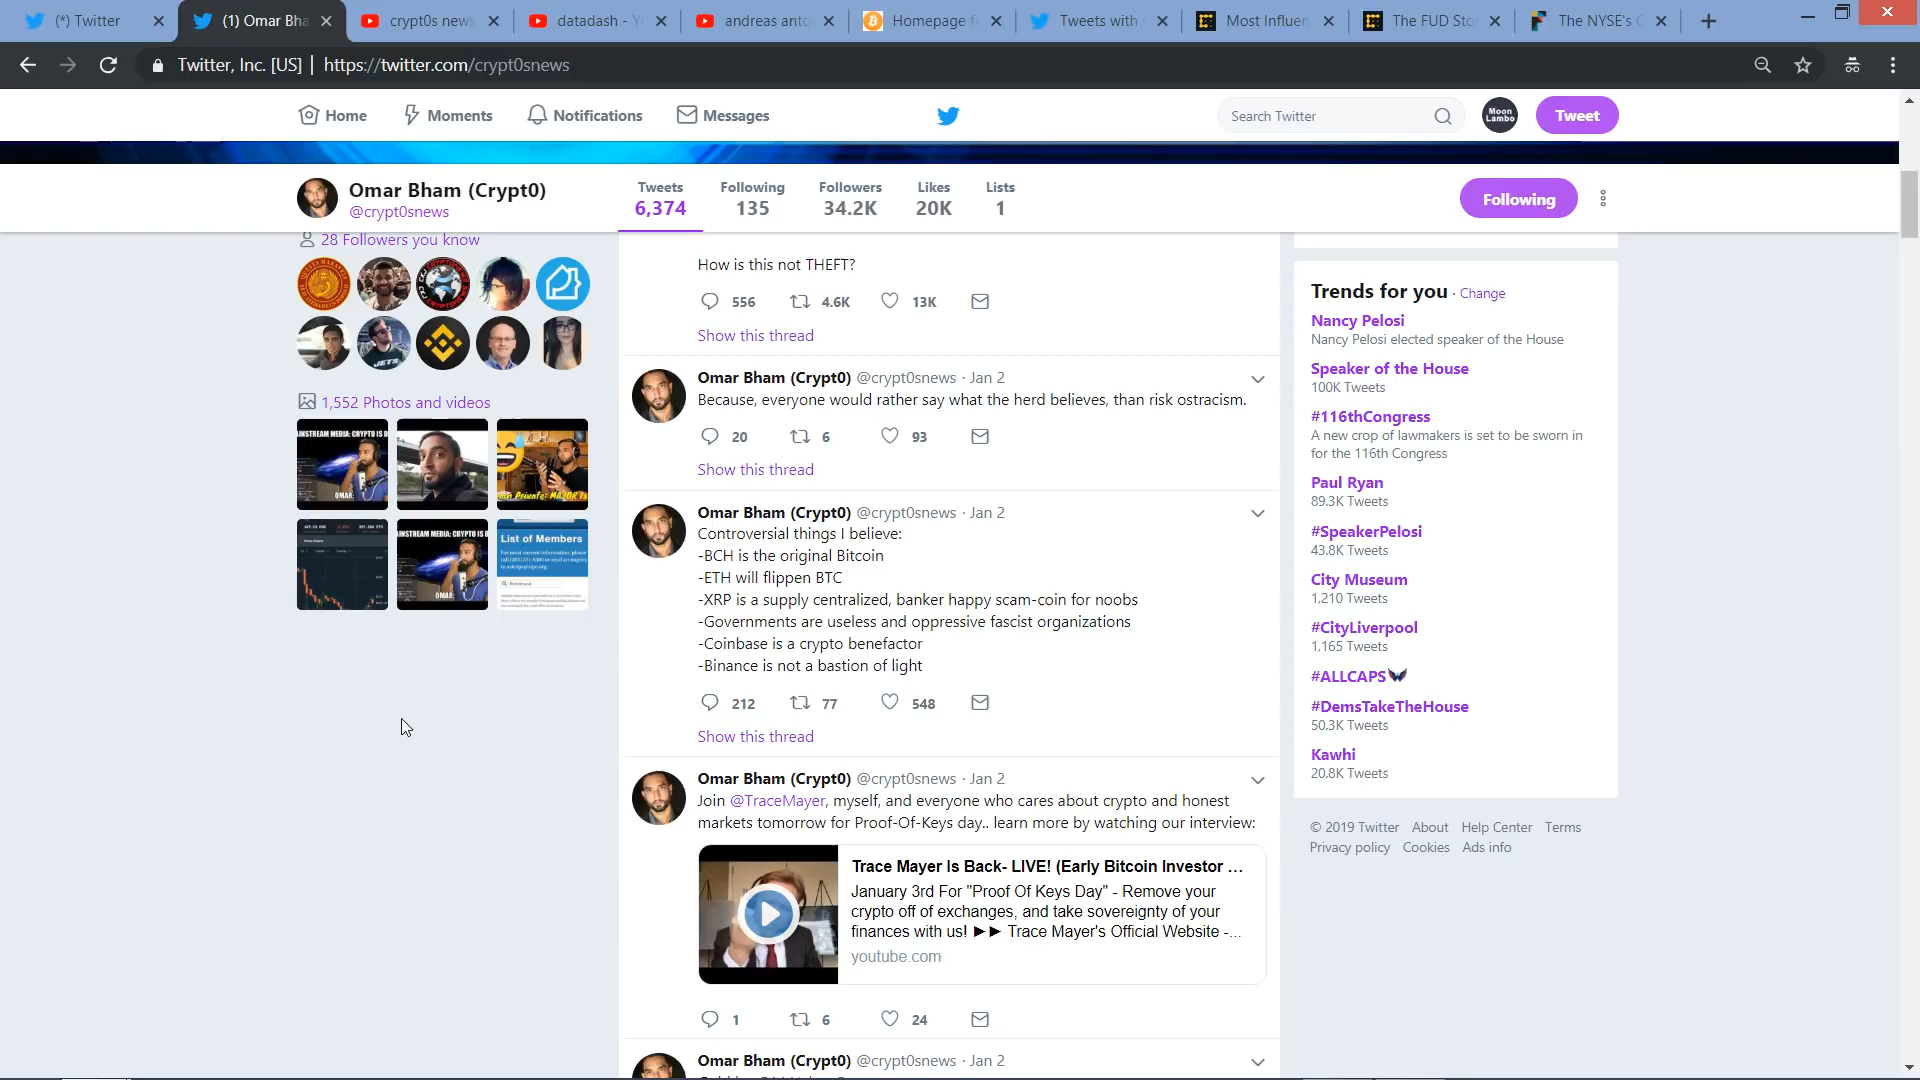 (*) Twitter
(1) Omar Bha
crypt0s news
datadash - Y
andreas anto
Homepage f
Tweets with
Most Influen
The FUD Sto
The NYSE's C
Twitter, Inc. [US] | https://twitter.com/crypt0snews
Home
Moments
Notifications
Messages
Search Twitter
Moon Lambo
Tweet
Omar Bham (Crypt0)
@crypt0snews
Tweets
6,374
Following
135
Followers
34.2K
Likes
20K
Lists
1
Following
28 Followers you know
JETS
1,552 Photos and videos
AINSTREAM MEDIA: CRYPTO IS D
OMAR:
AINSTREAM MEDIA: CRYPTO IS D
OMAR:
List of Members
How is this not THEFT?
556 4.6K 13K
Show this thread
Omar Bham (Crypt0) @crypt0snews · Jan 2
Because, everyone would rather say what the herd believes, than risk ostracism.
20 6 93
Show this thread
Omar Bham (Crypt0) @crypt0snews · Jan 2
Controversial things I believe:
-BCH is the original Bitcoin
-ETH will flippen BTC
-XRP is a supply centralized, banker happy scam-coin for noobs
-Governments are useless and oppressive fascist organizations
-Coinbase is a crypto benefactor
-Binance is not a bastion of light
212 77 548
Show this thread
Omar Bham (Crypt0) @crypt0snews · Jan 2
Join @TraceMayer, myself, and everyone who cares about crypto and honest
markets tomorrow for Proof-Of-Keys day.. learn more by watching our interview:
Trace Mayer Is Back- LIVE! (Early Bitcoin Investor ...
January 3rd For "Proof Of Keys Day" - Remove your
crypto off of exchanges, and take sovereignty of your
finances with us! ►► Trace Mayer's Official Website -...
youtube.com
1 6 24
Omar Bham (Crypt0) @crypt0snews · Jan 2
Trends for you · Change
Nancy Pelosi
Nancy Pelosi elected speaker of the House
Speaker of the House
100K Tweets
#116thCongress
A new crop of lawmakers is set to be sworn in
for the 116th Congress
Paul Ryan
89.3K Tweets
#SpeakerPelosi
43.8K Tweets
City Museum
1,210 Tweets
#CityLiverpool
1,165 Tweets
#ALLCAPS
#DemsTakeTheHouse
50.3K Tweets
Kawhi
20.8K Tweets
© 2019 Twitter About Help Center Terms
Privacy policy Cookies Ads info